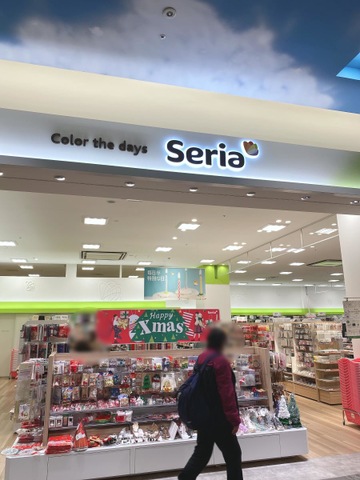 Color the days
Seria
Happy
Xmas